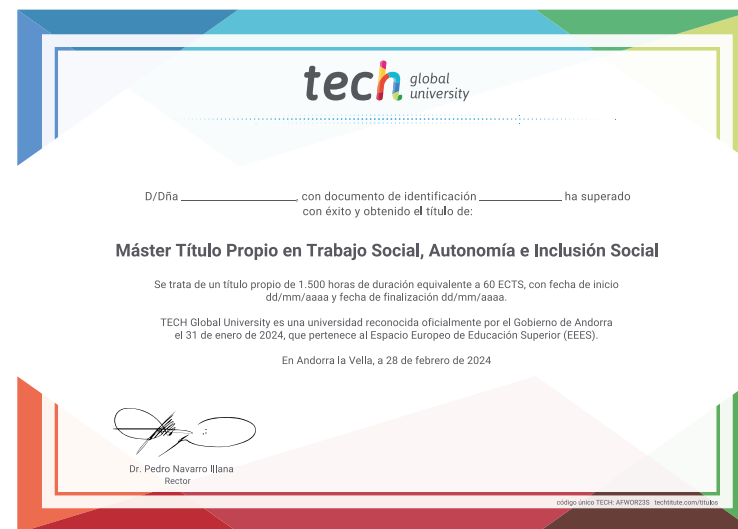 tech global university
D/Dña ____________, con documento de identificación ____________ ha superado
con éxito y obtenido el título de:
Máster Título Propio en Trabajo Social, Autonomía e Inclusión Social
Se trata de un título propio de 1.500 horas de duración equivalente a 60 ECTS, con fecha de inicio
dd/mm/aaaa y fecha de finalización dd/mm/aaaa.
TECH Global University es una universidad reconocida oficialmente por el Gobierno de Andorra
el 31 de enero de 2024, que pertenece al Espacio Europeo de Educación Superior (EEES).
En Andorra la Vella, a 28 de febrero de 2024
Dr. Pedro Navarro Illana
Rector
código único TECH: AFWOR23S techtitute.com/titulos